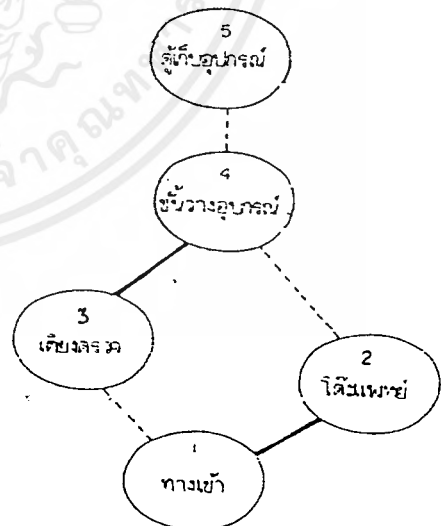 5
ตู้เก็บอุปกรณ์
4
ชั้นวางอุปกรณ์
3
เตียงตรวจ
2
โต๊ะแพทย์
1
ทางเข้า